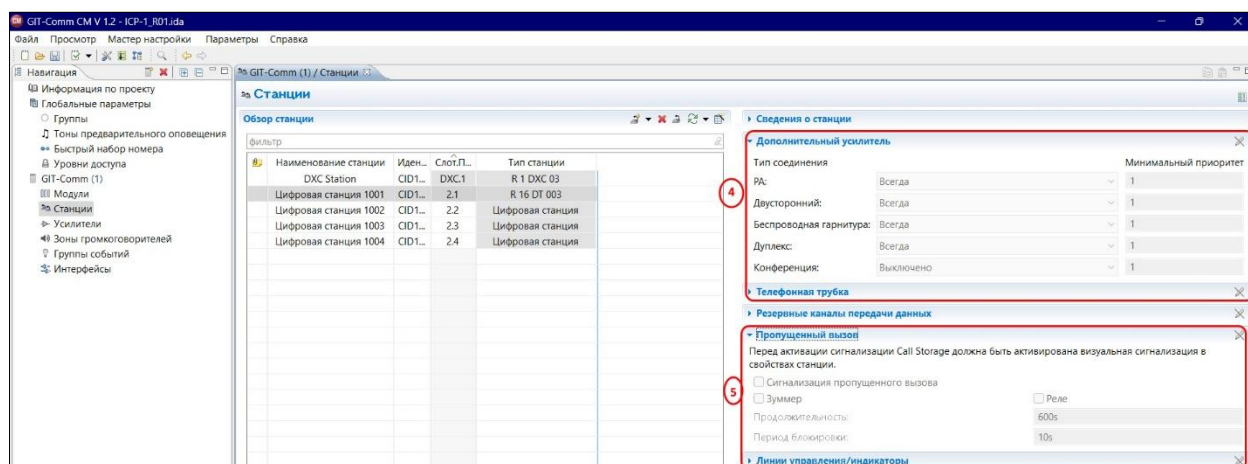 GIT-Comm CM V 1.2 - ICP-1_R01.ida
Файл Просмотр Мастер настройки Параметры Справка
Навигация
Информация по проекту
Глобальные параметры
Группы
Тоны предварительного оповещения
Быстрый набор номера
Уровни доступа
GIT-Comm (1)
Модули
Станции
Усилители
Зоны громкоговорителей
Группы событий
Интерфейсы
GIT-Comm (1) / Станции
Станции
Обзор станции
фильтр
Наименование станции Иден... Слот.П... Тип станции
DXC Station CID1... DXC.1 R 1 DXC 03
Цифровая станция 1001 CID1... 2.1 R 16 DT 003
Цифровая станция 1002 CID1... 2.2 Цифровая станция
Цифровая станция 1003 CID1... 2.3 Цифровая станция
Цифровая станция 1004 CID1... 2.4 Цифровая станция
Сведения о станции
4
Дополнительный усилитель
Тип соединения Минимальный приоритет
PA: Всегда 1
Двусторонний: Всегда 1
Беспроводная гарнитура: Всегда 1
Дуплекс: Всегда 1
Конференция: Выключено 1
Телефонная трубка
Резервные каналы передачи данных
5
Пропущенный вызов
Перед активации сигнализации Call Storage должна быть активирована визуальная сигнализация в
свойствах станции.
Сигнализация пропущенного вызова
Зуммер Реле
Продолжительность: 600s
Период блокировки: 10s
Линии управления/индикаторы